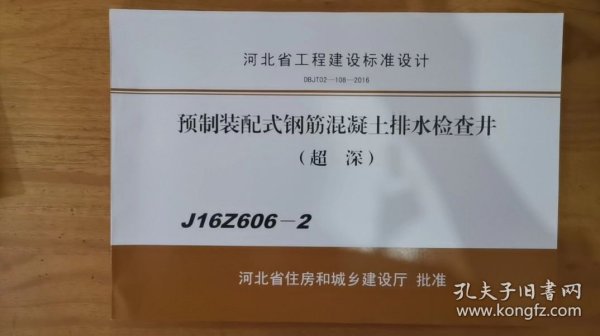 河北省工程建设标准设计
DBJT02—108—2016
预制装配式钢筋混凝土排水检查井
（超 深）
J16Z606-2
河北省住房和城乡建设厅 批准
孔夫子旧书网
www.kongfz.com